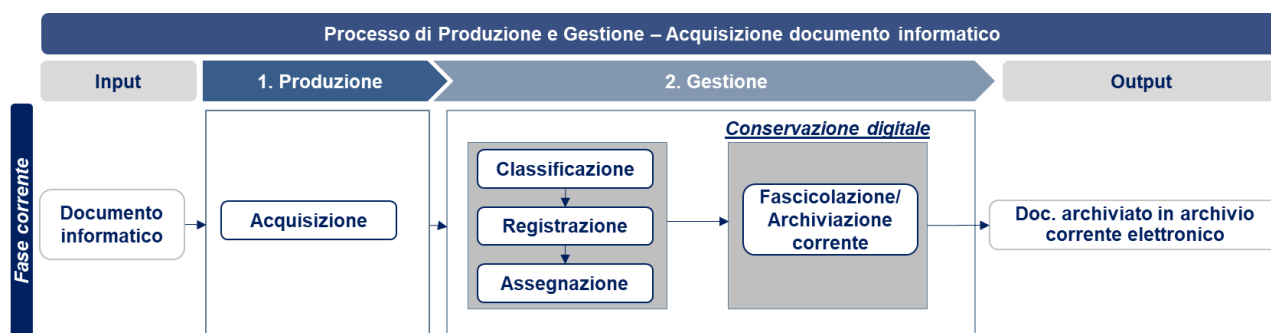 Processo di Produzione e Gestione – Acquisizione documento informatico
Input
1. Produzione
2. Gestione
Output
Fase corrente
Documento
informatico
Acquisizione
Classificazione
Registrazione
Assegnazione
Conservazione digitale
Fascicolazione/
Archiviazione
corrente
Doc. archiviato in archivio
corrente elettronico